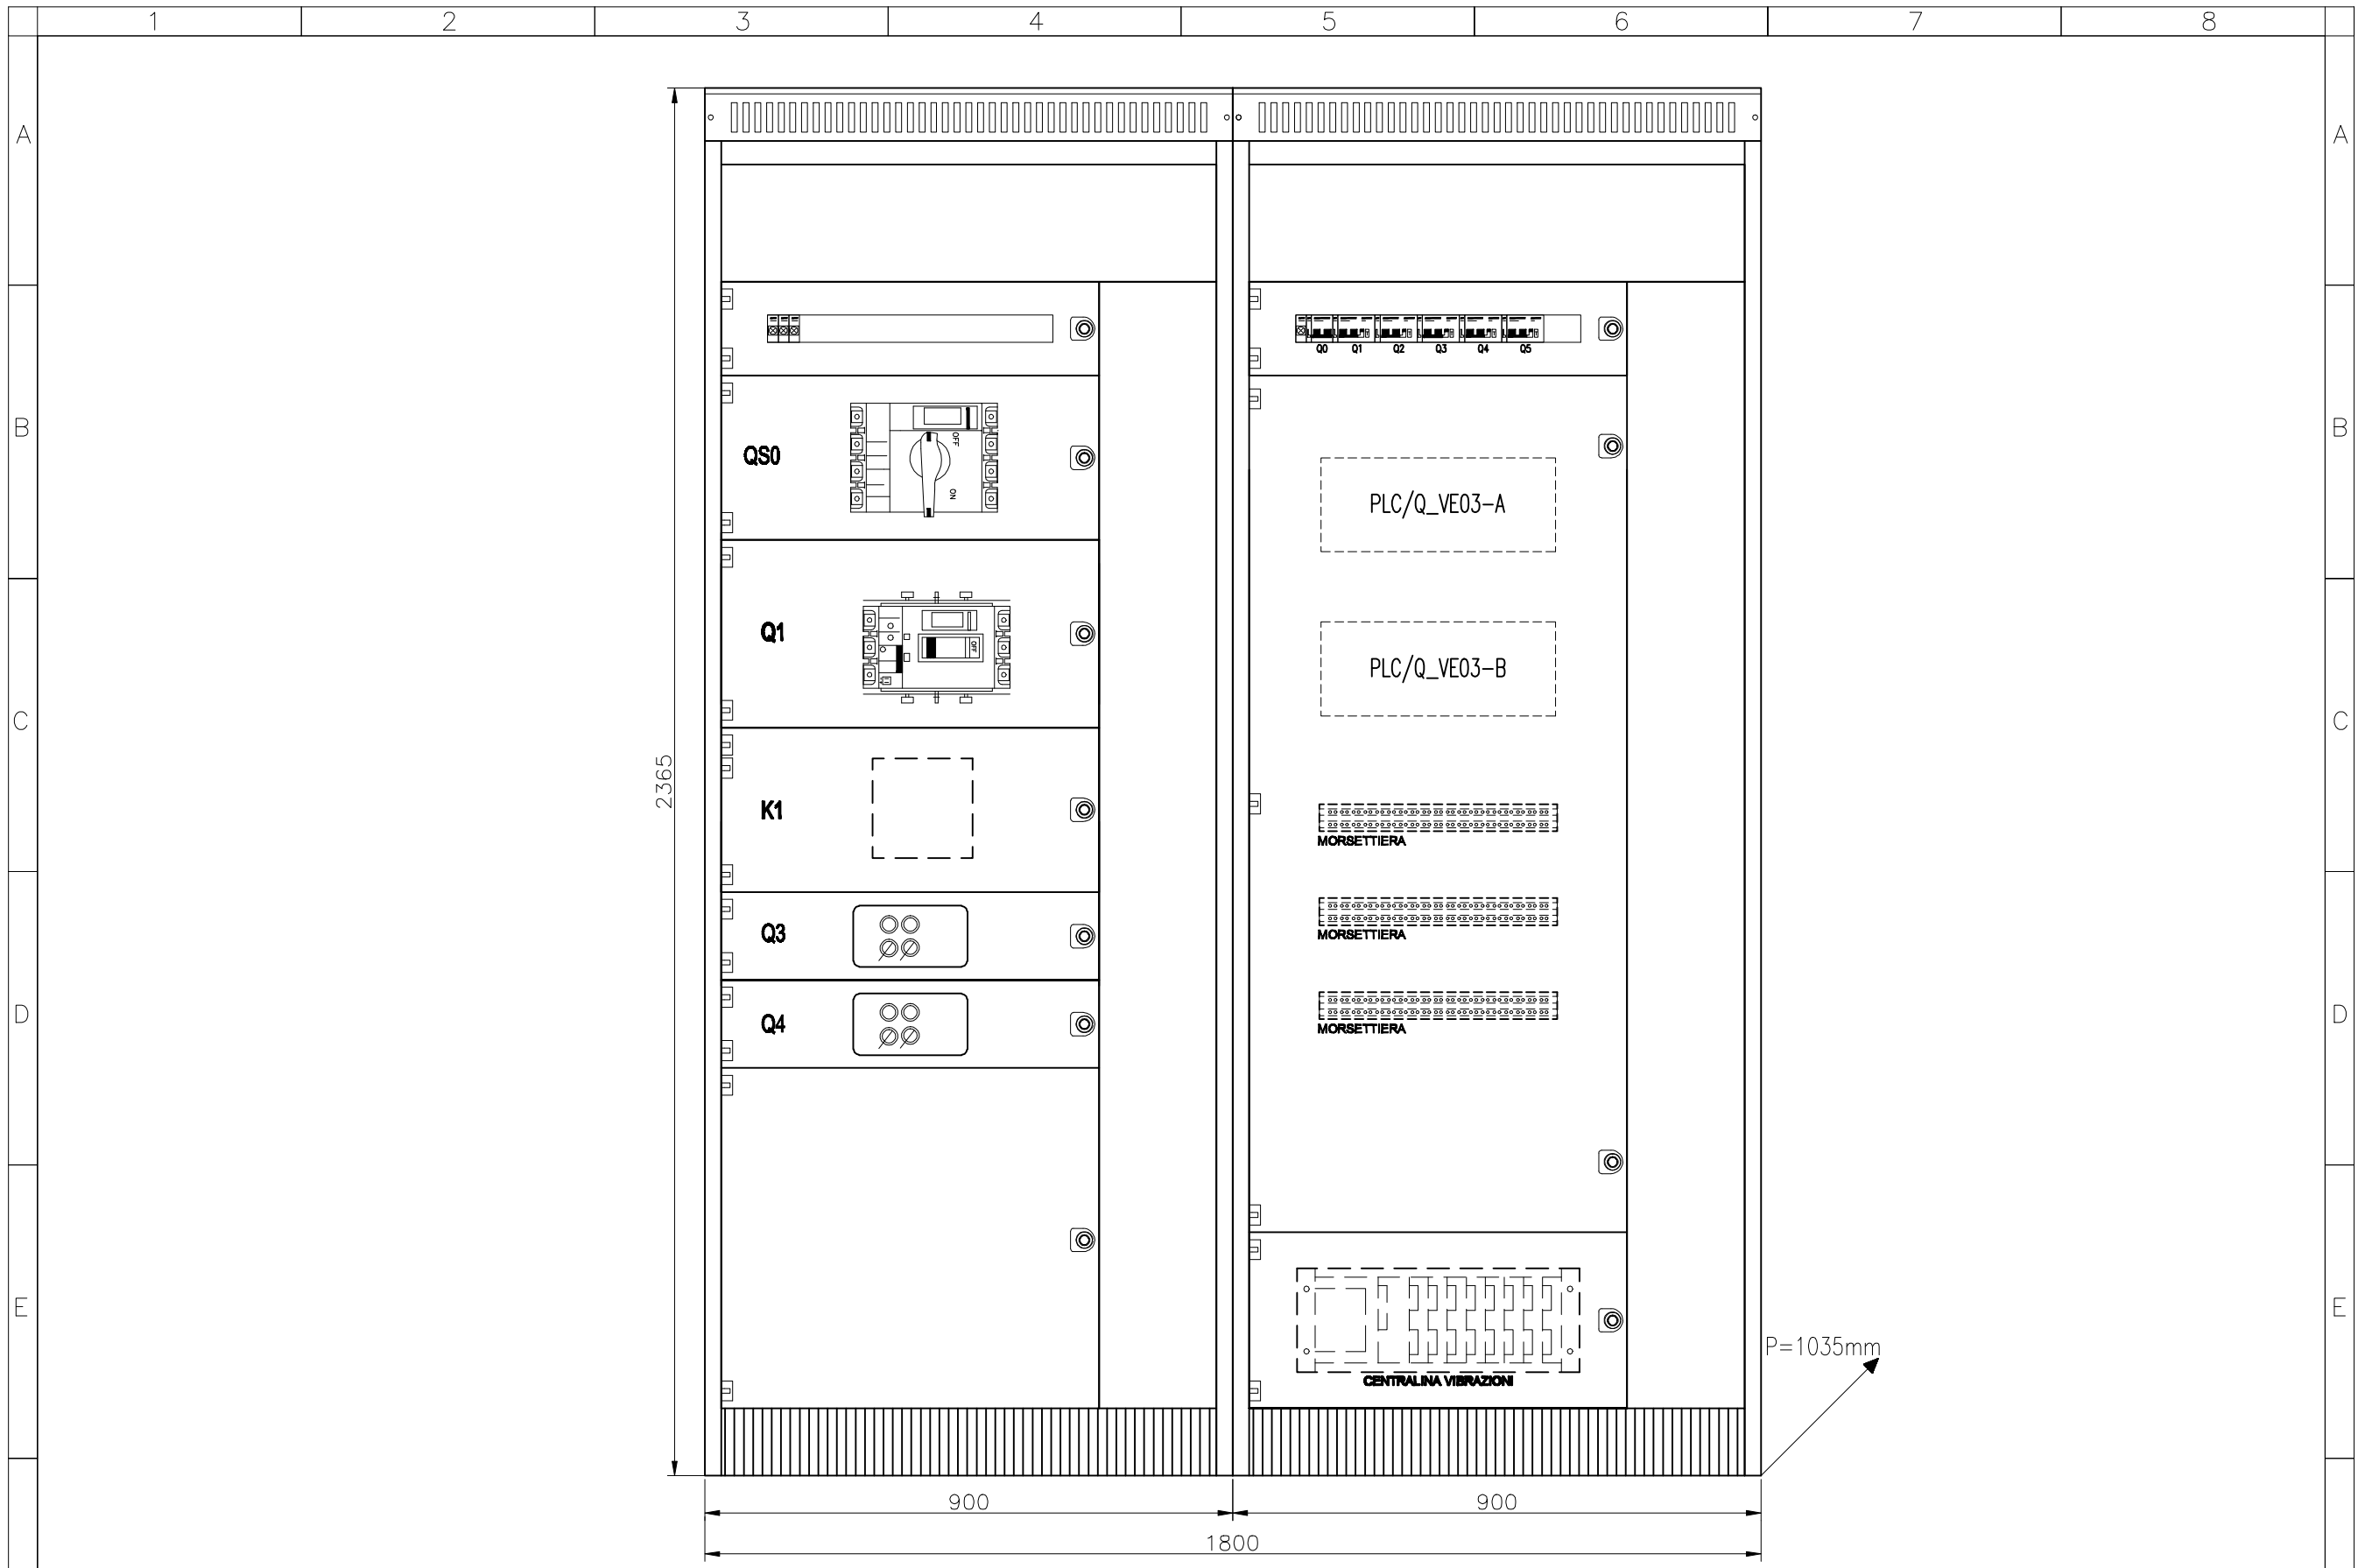 1 2 3 4 5 6 7 8
A A
Q0 Q1 Q2 Q3 Q4 Q5
B B
QS0
OFF
ON
PLC/Q_VE03-A
Q1
OFF
PLC/Q_VE03-B
C C
2365
K1
MORSETTIERA
Q3
MORSETTIERA
D D
Q4
MORSETTIERA
E E
P=1035mm
CENTRALINA VIBRAZIONI
900 900
1800